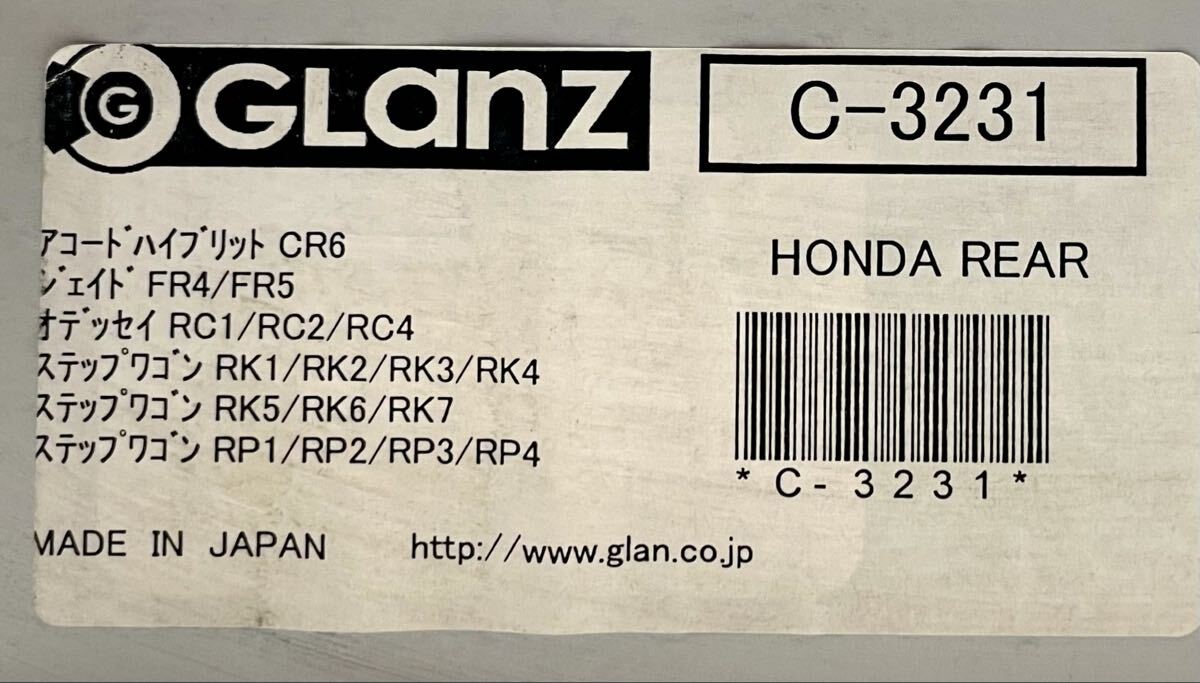 G GLanz
C-3231
HONDA REAR
アコードハイブリット CR6
ジェイド FR4/FR5
オデッセイ RC1/RC2/RC4
ステップワゴン RK1/RK2/RK3/RK4
ステップワゴン RK5/RK6/RK7
ステップワゴン RP1/RP2/RP3/RP4
*C-3231*
MADE IN JAPAN http://www.glan.co.jp